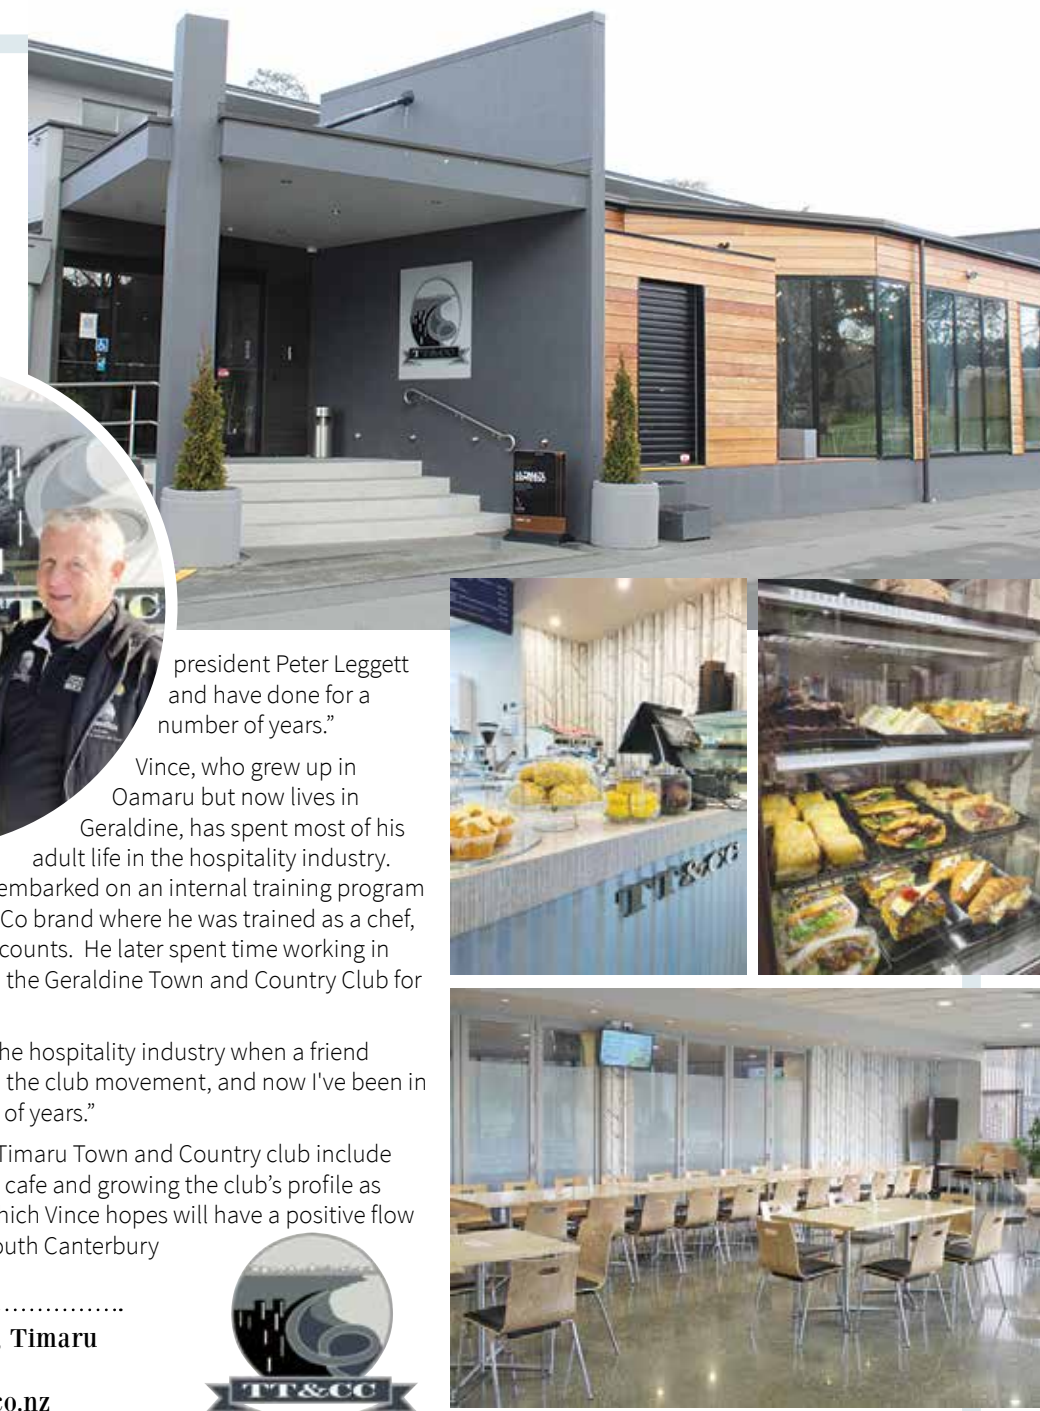 TT&CC
president Peter Leggett
and have done for a
number of years.”
Vince, who grew up in
Oamaru but now lives in
Geraldine, has spent most of his
adult life in the hospitality industry.
embarked on an internal training program
Co brand where he was trained as a chef,
counts.  He later spent time working in
the Geraldine Town and Country Club for
he hospitality industry when a friend
the club movement, and now I've been in
of years.”
Timaru Town and Country club include
cafe and growing the club’s profile as
hich Vince hopes will have a positive flow
outh Canterbury
................
, Timaru
co.nz
TT&CC
TT&CC